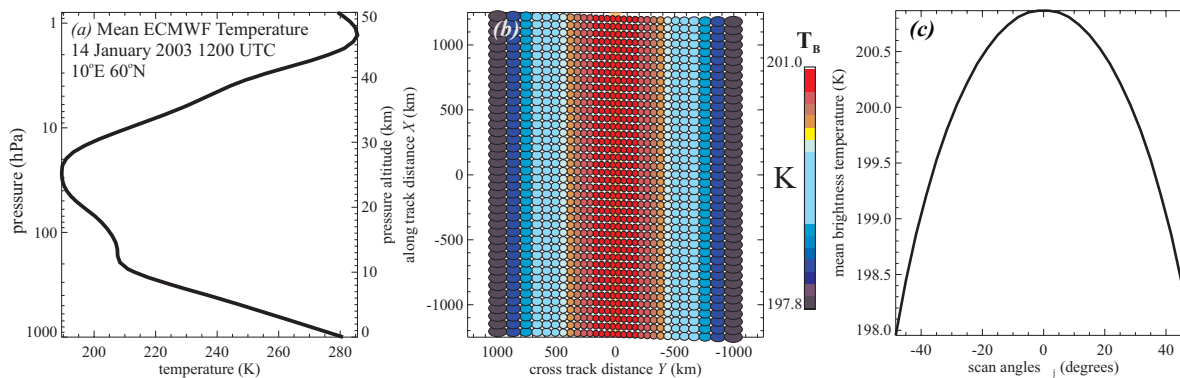 (a) Mean ECMWF Temperature
14 January 2003 1200 UTC
10°E 60°N
pressure (hPa)
1
10
100
1000
200 220 240 260 280
temperature (K)
pressure altitude (km)
50
40
30
20
10
0
(b)
along track distance X (km)
1000
500
0
-500
-1000
1000 500 0 -500 -1000
cross track distance Y (km)
T_B
201.0
K
197.8
(c)
mean brightness temperature (K)
200.5
200.0
199.5
199.0
198.5
198.0
-40 -20 0 20 40
scan angles j (degrees)